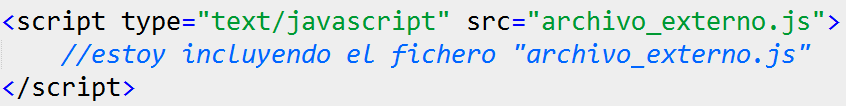 <script type="text/javascript" src="archivo_externo.js">
//estoy incluyendo el fichero "archivo_externo.js"
</script>